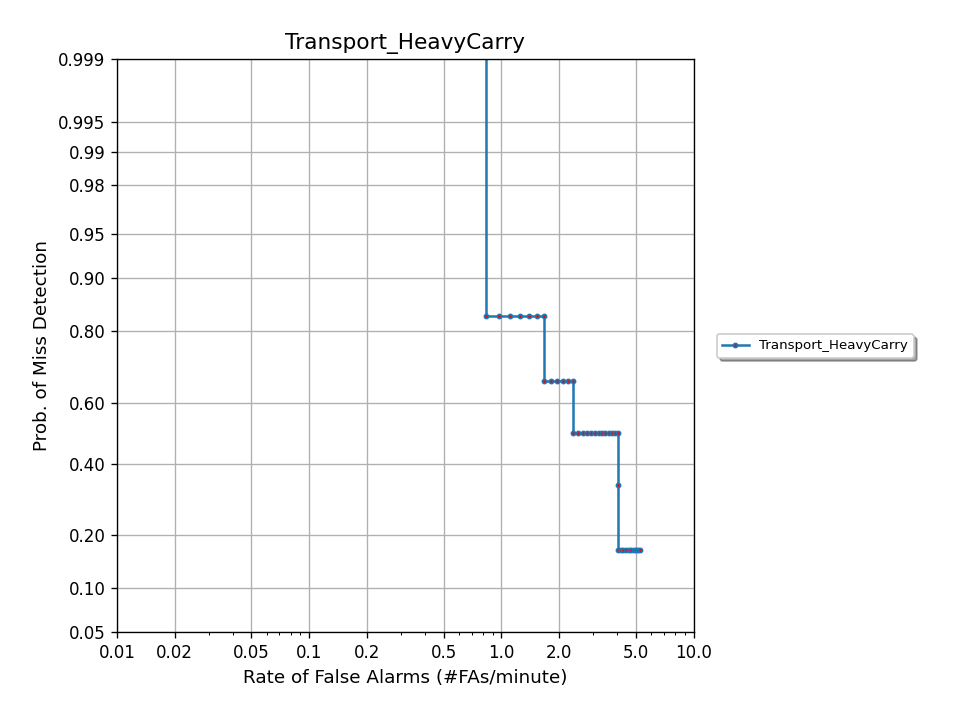 Transport_HeavyCarry
0.999
0.995
0.99
0.98
0.95
0.90
0.80
0.60
0.40
0.20
0.10
0.05
Prob. of Miss Detection
0.01 0.02 0.05 0.1 0.2 0.5 1.0 2.0 5.0 10.0
Rate of False Alarms (#FAs/minute)
Transport_HeavyCarry